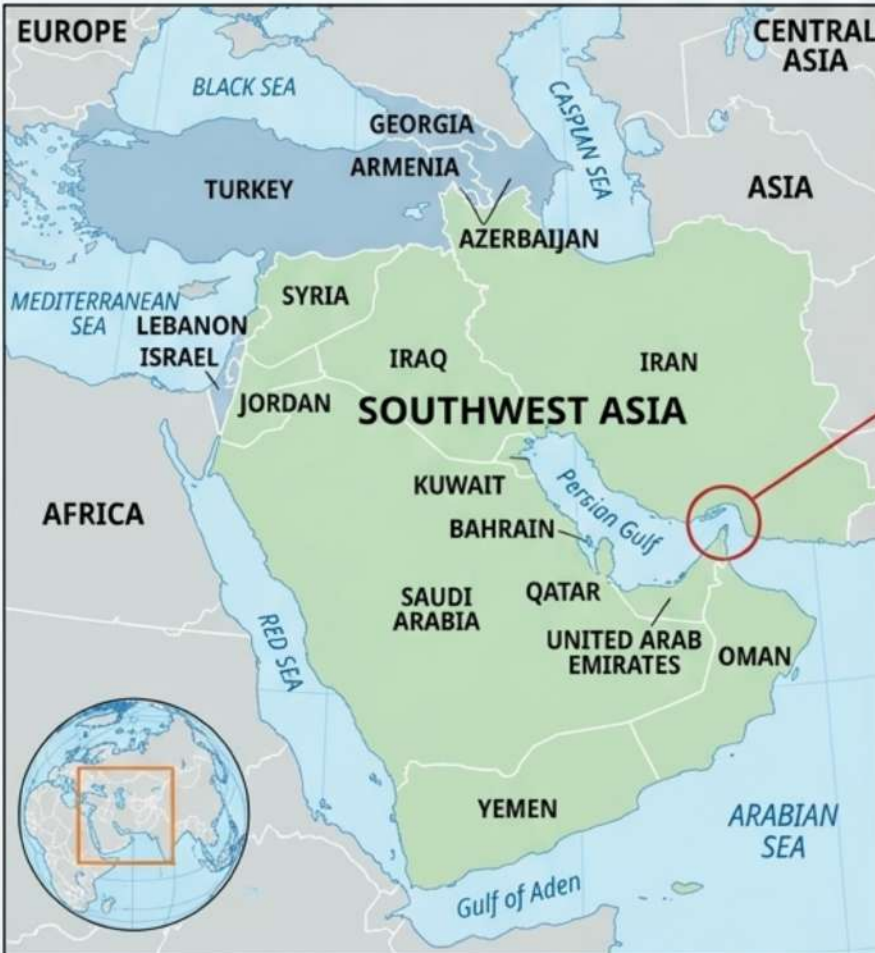 EUROPE
CENTRAL
ASIA
BLACK SEA
CASPIAN SEA
GEORGIA
ARMENIA
TURKEY
ASIA
AZERBAIJAN
MEDITERRANEAN
SEA
SYRIA
LEBANON
ISRAEL
IRAQ
IRAN
JORDAN
SOUTHWEST ASIA
KUWAIT
Persian Gulf
AFRICA
BAHRAIN
SAUDI
ARABIA
QATAR
RED SEA
UNITED ARAB
EMIRATES
OMAN
YEMEN
ARABIAN
SEA
Gulf of Aden